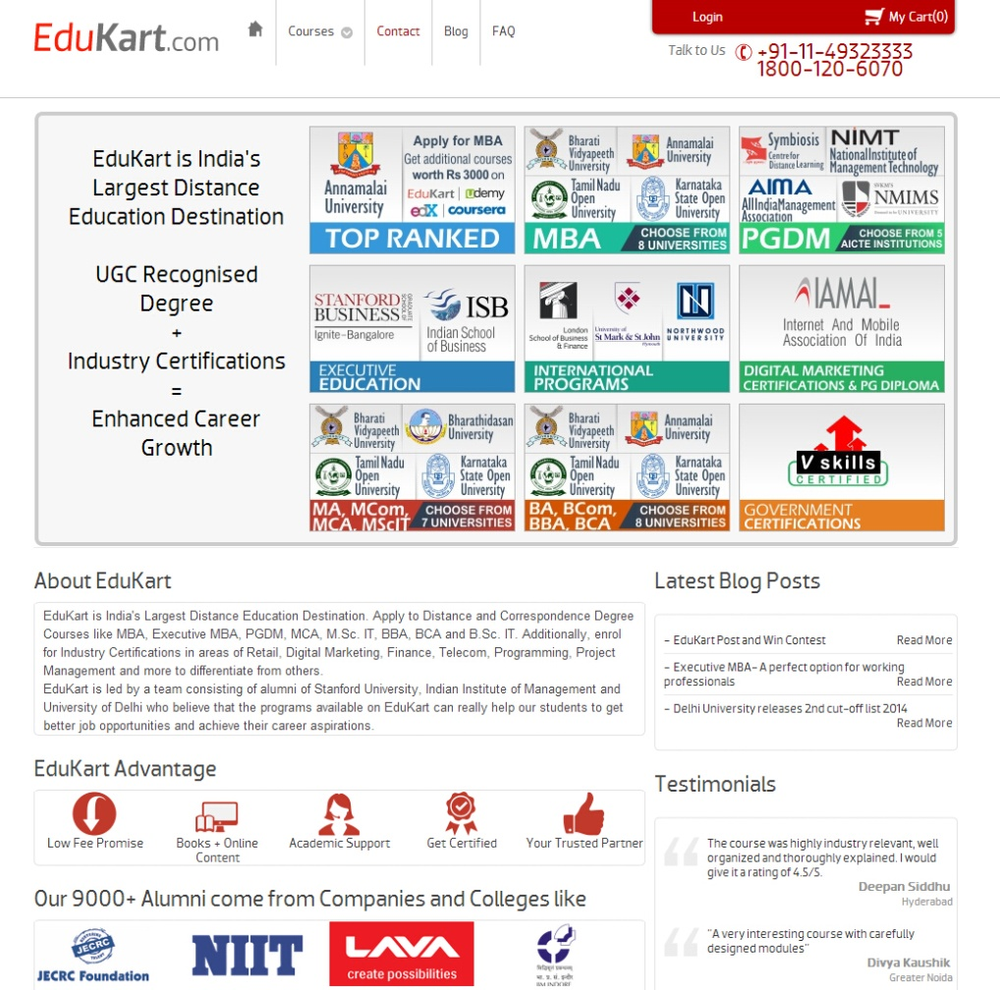 EduKart.com
Courses
Contact
Blog
FAQ
Login
My Cart(0)
Talk to Us
+91-11-49323333
1800-120-6070
EduKart is India's
Largest Distance
Education Destination
UGC Recognised
Degree
+
Industry Certifications
=
Enhanced Career
Growth
Annamalai
University
Apply for MBA
Get additional courses
worth Rs 3000 on
EduKart | udemy
edX | coursera
TOP RANKED
Bharati
Vidyapeeth
University
Annamalai
University
Tamil Nadu
Open
University
Karnataka
State Open
University
MBA
CHOOSE FROM
8 UNIVERSITIES
Symbiosis
Centre for
Distance Learning
NIMT
National Institute of
Management Technology
AIMA
All India Management
Association
NMIMS
PGDM
CHOOSE FROM 5
AICTE INSTITUTIONS
STANFORD
BUSINESS
GRADUATE
SCHOOL OF
Ignite-Bangalore
ISB
Indian School
of Business
EXECUTIVE
EDUCATION
London
School of Business
& Finance
University of
St Mark & St John
Plymouth
NORTHWOOD
UNIVERSITY
INTERNATIONAL
PROGRAMS
IAMAI
Internet And Mobile
Association Of India
DIGITAL MARKETING
CERTIFICATIONS & PG DIPLOMA
Bharati
Vidyapeeth
University
Bharathidasan
University
Tamil Nadu
Open
University
Karnataka
State Open
University
MA, MCom,
MCA, MScIT
CHOOSE FROM
7 UNIVERSITIES
Bharati
Vidyapeeth
University
Annamalai
University
Tamil Nadu
Open
University
Karnataka
State Open
University
BA, BCom,
BBA, BCA
CHOOSE FROM
8 UNIVERSITIES
V skills
CERTIFIED
GOVERNMENT
CERTIFICATIONS
About EduKart
EduKart is India's Largest Distance Education Destination. Apply to Distance and Correspondence Degree
Courses like MBA, Executive MBA, PGDM, MCA, M.Sc. IT, BBA, BCA and B.Sc. IT. Additionally, enrol
for Industry Certifications in areas of Retail, Digital Marketing, Finance, Telecom, Programming, Project
Management and more to differentiate from others.
EduKart is led by a team consisting of alumni of Stanford University, Indian Institute of Management and
University of Delhi who believe that the programs available on EduKart can really help our students to get
better job opportunities and achieve their career aspirations.
Latest Blog Posts
- EduKart Post and Win Contest Read More
- Executive MBA- A perfect option for working
professionals Read More
- Delhi University releases 2nd cut-off list 2014
Read More
EduKart Advantage
Low Fee Promise
Books + Online
Content
Academic Support
Get Certified
Your Trusted Partner
Testimonials
The course was highly industry relevant, well
organized and thoroughly explained. I would
give it a rating of 4.5/5.
Deepan Siddhu
Hyderabad
"A very interesting course with carefully
designed modules"
Divya Kaushik
Greater Noida
Our 9000+ Alumni come from Companies and Colleges like
JECRC
JECRC Foundation
NIIT
LAVA
create possibilities
IIM INDORE